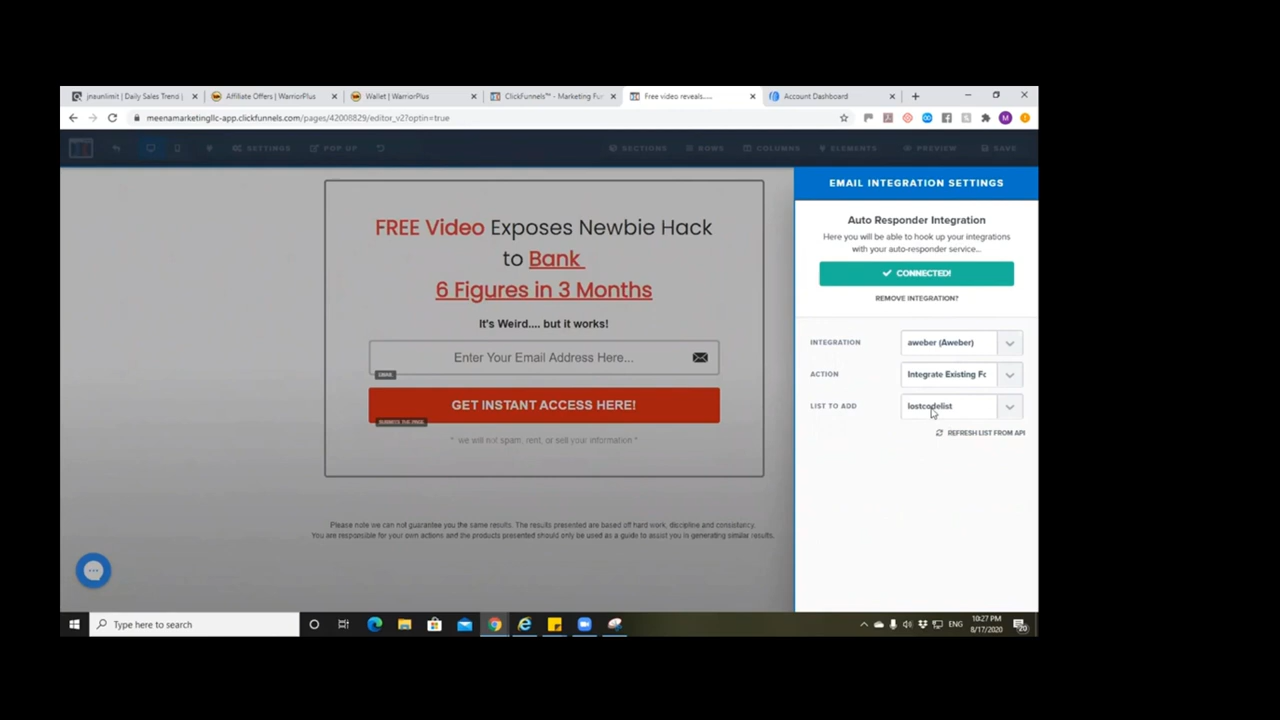 jneunlimit | Daily Sales Trend |
Affiliate Offers | WarriorPlus
Wallet | WarriorPlus
ClickFunnels™ - Marketing Fu
Free video reveals.....
Account Dashboard
meenamarketingllc-app.clickfunnels.com/pages/42008829/editor_v2?optin=true
SETTINGS
POP UP
SECTIONS
ROWS
COLUMNS
ELEMENTS
PREVIEW
SAVE
FREE Video Exposes Newbie Hack
to Bank
6 Figures in 3 Months
It's Weird.... but it works!
Enter Your Email Address Here...
EMAIL
GET INSTANT ACCESS HERE!
* we will not spam, rent, or sell your information *
Please note we can not guarantee you the same results. The results presented are based off hard work, discipline and consistancy.
You are responsible for your own actions and the products presented should only be used as a guide to assist you in generating similar results.
EMAIL INTEGRATION SETTINGS
Auto Responder Integration
Here you will be able to hook up your integrations
with your auto-responder service...
CONNECTED!
REMOVE INTEGRATION?
INTEGRATION
aweber (Aweber)
ACTION
Integrate Existing Fo
LIST TO ADD
lostcodelist
REFRESH LIST FROM API
Type here to search
ENG
10:27 PM
8/17/2020
20